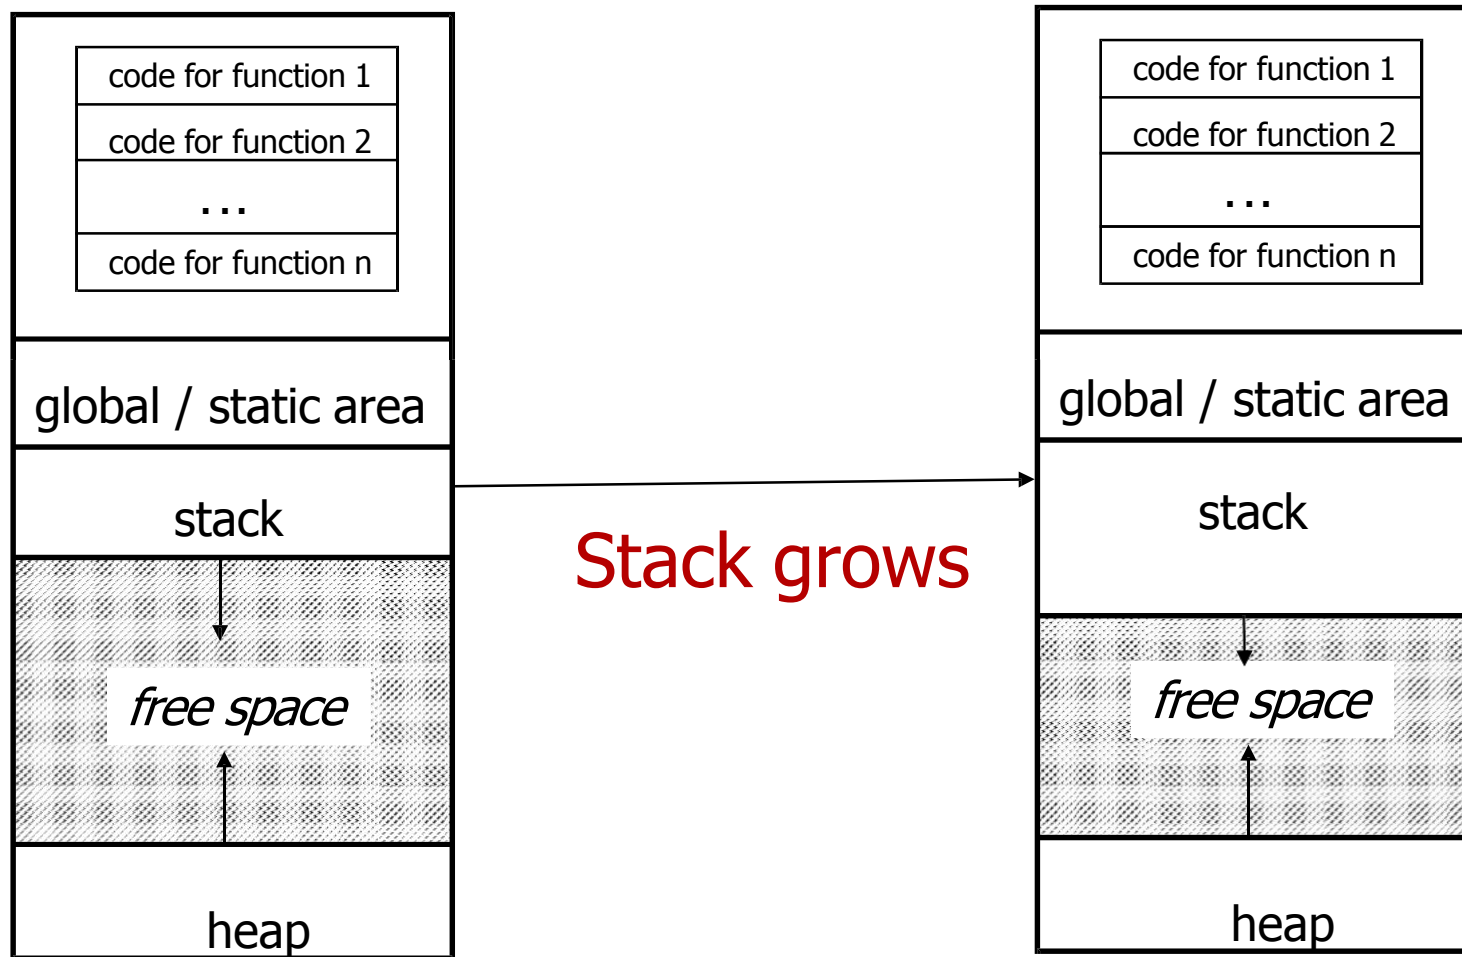 code for function 1
code for function 2
...
code for function n
global / static area
stack
free space
heap
Stack grows
code for function 1
code for function 2
...
code for function n
global / static area
stack
free space
heap